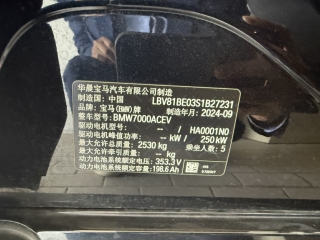 华晨宝马汽车有限公司制造
制造国：中国 LBV81BE03S1B27231
品牌：宝马(BMW)牌 制造年月：2024-09
整车型号：BMW7000ACEV
驱动电机型号：－－ / HA0001N0
驱动电机峰值功率：－－ kW / 250 kW
最大允许总质量：2530 kg 乘坐人数：5
最大允许牵引质量：－－ kg
动力电池系统额定电压：353.3 V
动力电池系统额定容量：198.6 Ah